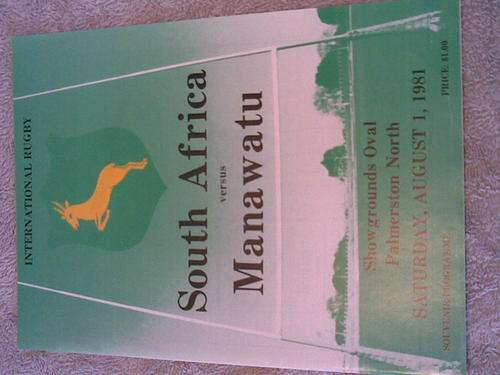 INTERNATIONAL RUGBY
South Africa
versus
Manawatu
Showgrounds Oval
Palmerston North
SATURDAY, AUGUST 1, 1981
SOUVENIR PROGRAMME
PRICE: $1.00